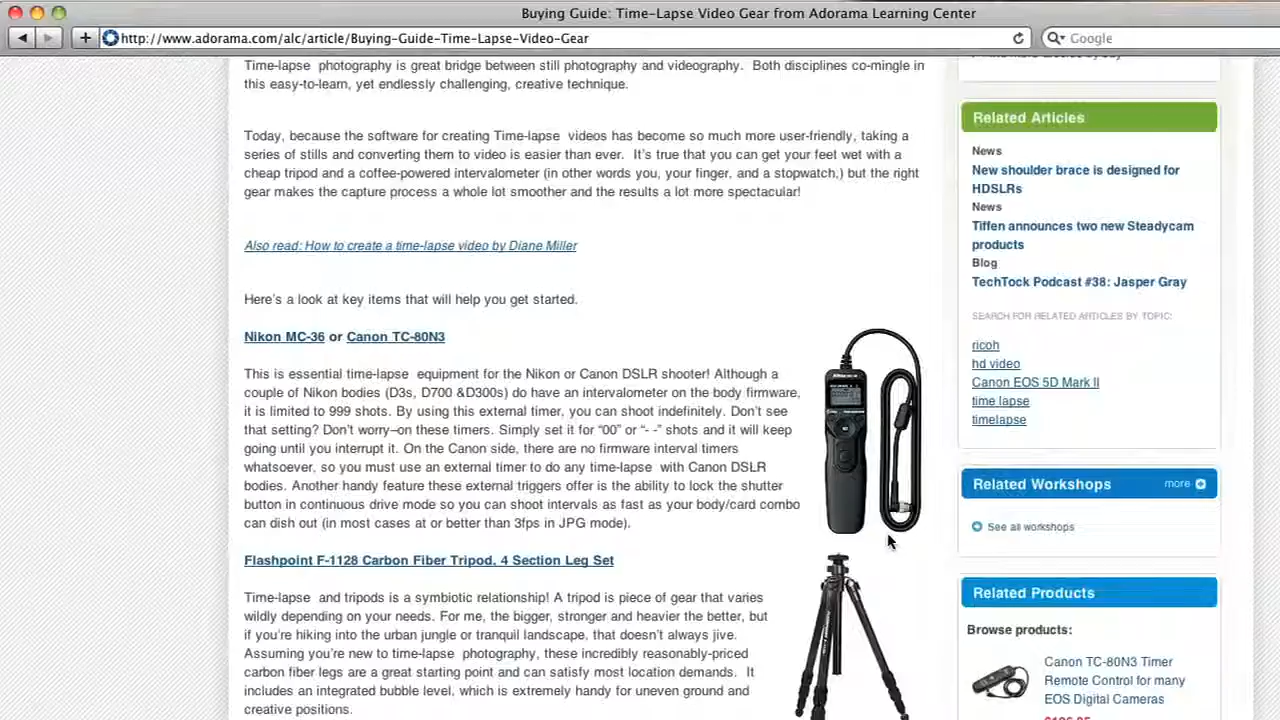 Buying Guide: Time-Lapse Video Gear from Adorama Learning Center
http://www.adorama.com/alc/article/Buying-Guide-Time-Lapse-Video-Gear
Google
Time-lapse photography is great bridge between still photography and videography. Both disciplines co-mingle in
this easy-to-learn, yet endlessly challenging, creative technique.
Today, because the software for creating Time-lapse videos has become so much more user-friendly, taking a
series of stills and converting them to video is easier than ever. It's true that you can get your feet wet with a
cheap tripod and a coffee-powered intervalometer (in other words you, your finger, and a stopwatch,) but the right
gear makes the capture process a whole lot smoother and the results a lot more spectacular!
Also read: How to create a time-lapse video by Diane Miller
Here's a look at key items that will help you get started.
Nikon MC-36 or Canon TC-80N3
This is essential time-lapse equipment for the Nikon or Canon DSLR shooter! Although a
couple of Nikon bodies (D3s, D700 &D300s) do have an intervalometer on the body firmware,
it is limited to 999 shots. By using this external timer, you can shoot indefinitely. Don't see
that setting? Don't worry–on these timers. Simply set it for “00” or “- -” shots and it will keep
going until you interrupt it. On the Canon side, there are no firmware interval timers
whatsoever, so you must use an external timer to do any time-lapse with Canon DSLR
bodies. Another handy feature these external triggers offer is the ability to lock the shutter
button in continuous drive mode so you can shoot intervals as fast as your body/card combo
can dish out (in most cases at or better than 3fps in JPG mode).
Flashpoint F-1128 Carbon Fiber Tripod, 4 Section Leg Set
Time-lapse and tripods is a symbiotic relationship! A tripod is piece of gear that varies
wildly depending on your needs. For me, the bigger, stronger and heavier the better, but
if you're hiking into the urban jungle or tranquil landscape, that doesn't always jive.
Assuming you're new to time-lapse photography, these incredibly reasonably-priced
carbon fiber legs are a great starting point and can satisfy most location demands. It
includes an integrated bubble level, which is extremely handy for uneven ground and
creative positions.
Related Articles
News
New shoulder brace is designed for
HDSLRs
News
Tiffen announces two new Steadycam
products
Blog
TechTock Podcast #38: Jasper Gray
SEARCH FOR RELATED ARTICLES BY TOPIC:
ricoh
hd video
Canon EOS 5D Mark II
time lapse
timelapse
Related Workshops
more
See all workshops
Related Products
Browse products:
Canon TC-80N3 Timer
Remote Control for many
EOS Digital Cameras